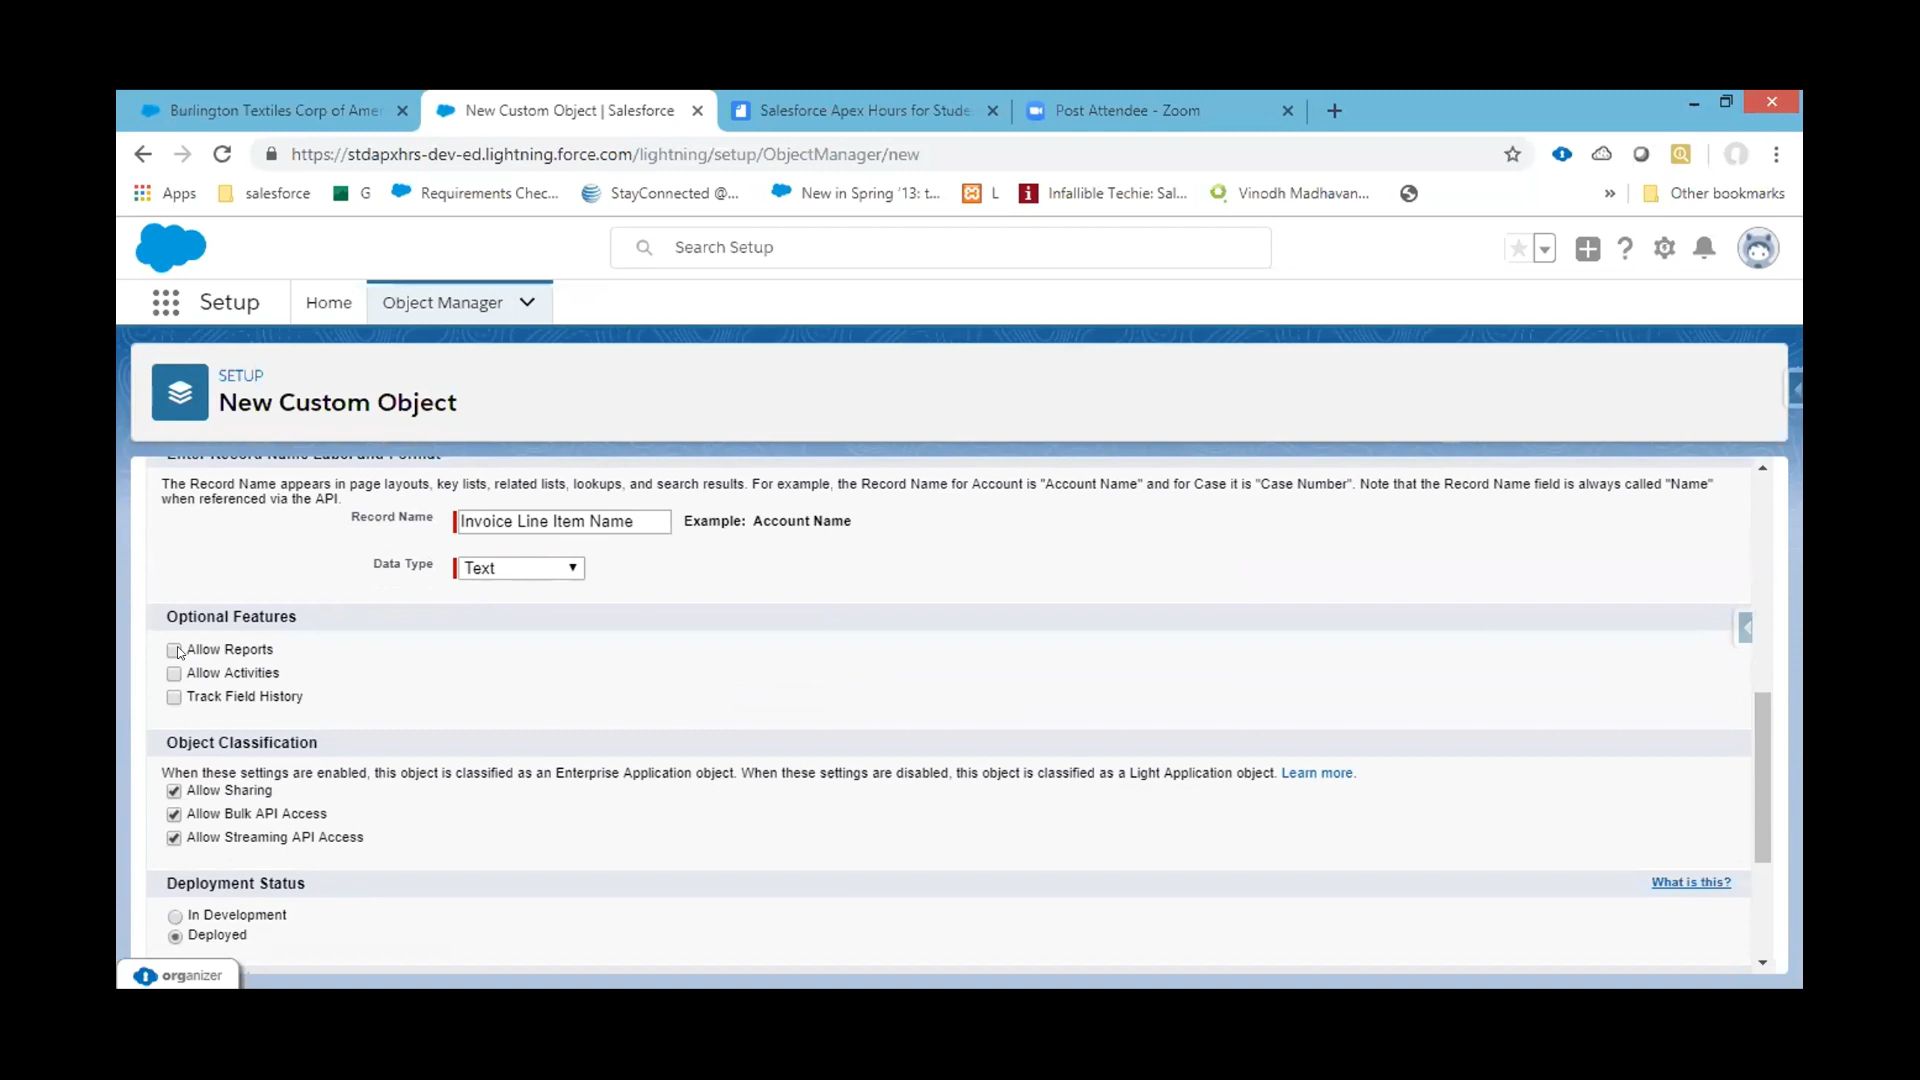 Burlington Textiles Corp of Amer
New Custom Object | Salesforce
Salesforce Apex Hours for Stude
Post Attendee - Zoom
https://stdapxhrs-dev-ed.lightning.force.com/lightning/setup/ObjectManager/new
Apps
salesforce
G
Requirements Chec...
StayConnected @...
New in Spring '13: t...
L
Infallible Techie: Sal...
Vinodh Madhavan...
»
Other bookmarks
Search Setup
Setup
Home
Object Manager
SETUP
New Custom Object
Enter Record Name Label and Format
The Record Name appears in page layouts, key lists, related lists, lookups, and search results. For example, the Record Name for Account is "Account Name" and for Case it is "Case Number". Note that the Record Name field is always called "Name"
when referenced via the API.
Record Name
Invoice Line Item Name
Example: Account Name
Data Type
Text
Optional Features
Allow Reports
Allow Activities
Track Field History
Object Classification
When these settings are enabled, this object is classified as an Enterprise Application object. When these settings are disabled, this object is classified as a Light Application object. Learn more.
Allow Sharing
Allow Bulk API Access
Allow Streaming API Access
Deployment Status
What is this?
In Development
Deployed
organizer